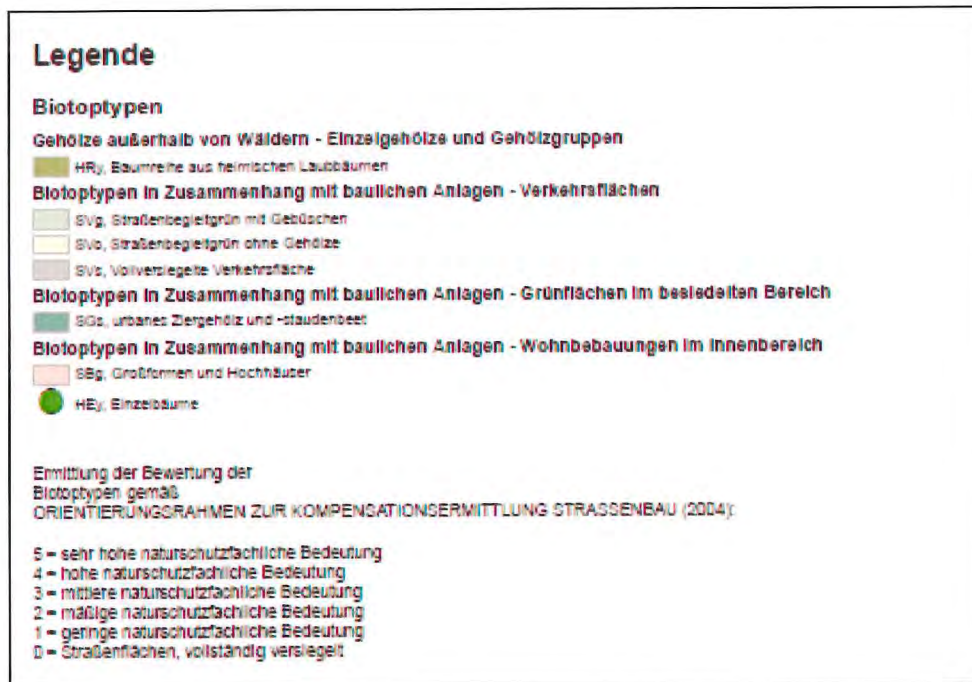 Legende
Biotoptypen
Gehölze außerhalb von Wäldern - Einzelgehölze und Gehölzgruppen
HRy, Baumreihe aus heimischen Laubbäumen
Biotoptypen in Zusammenhang mit baulichen Anlagen - Verkehrsflächen
SVg, Straßenbegleitgrün mit Gebüschen
SVo, Straßenbegleitgrün ohne Gehölze
SVs, Vollversiegelte Verkehrsfläche
Biotoptypen in Zusammenhang mit baulichen Anlagen - Grünflächen im besiedelten Bereich
SGs, urbanes Ziergehölz und -staudenbeet
Biotoptypen in Zusammenhang mit baulichen Anlagen - Wohnbebauungen im Innenbereich
SBg, Großformen und Hochhäuser
HEy, Einzelbäume
Ermittlung der Bewertung der
Biotoptypen gemäß
ORIENTIERUNGSRAHMEN ZUR KOMPENSATIONSERMITTLUNG STRASSENBAU (2004):
5 = sehr hohe naturschutzfachliche Bedeutung
4 = hohe naturschutzfachliche Bedeutung
3 = mittlere naturschutzfachliche Bedeutung
2 = mäßige naturschutzfachliche Bedeutung
1 = geringe naturschutzfachliche Bedeutung
0 = Straßenflächen, vollständig versiegelt